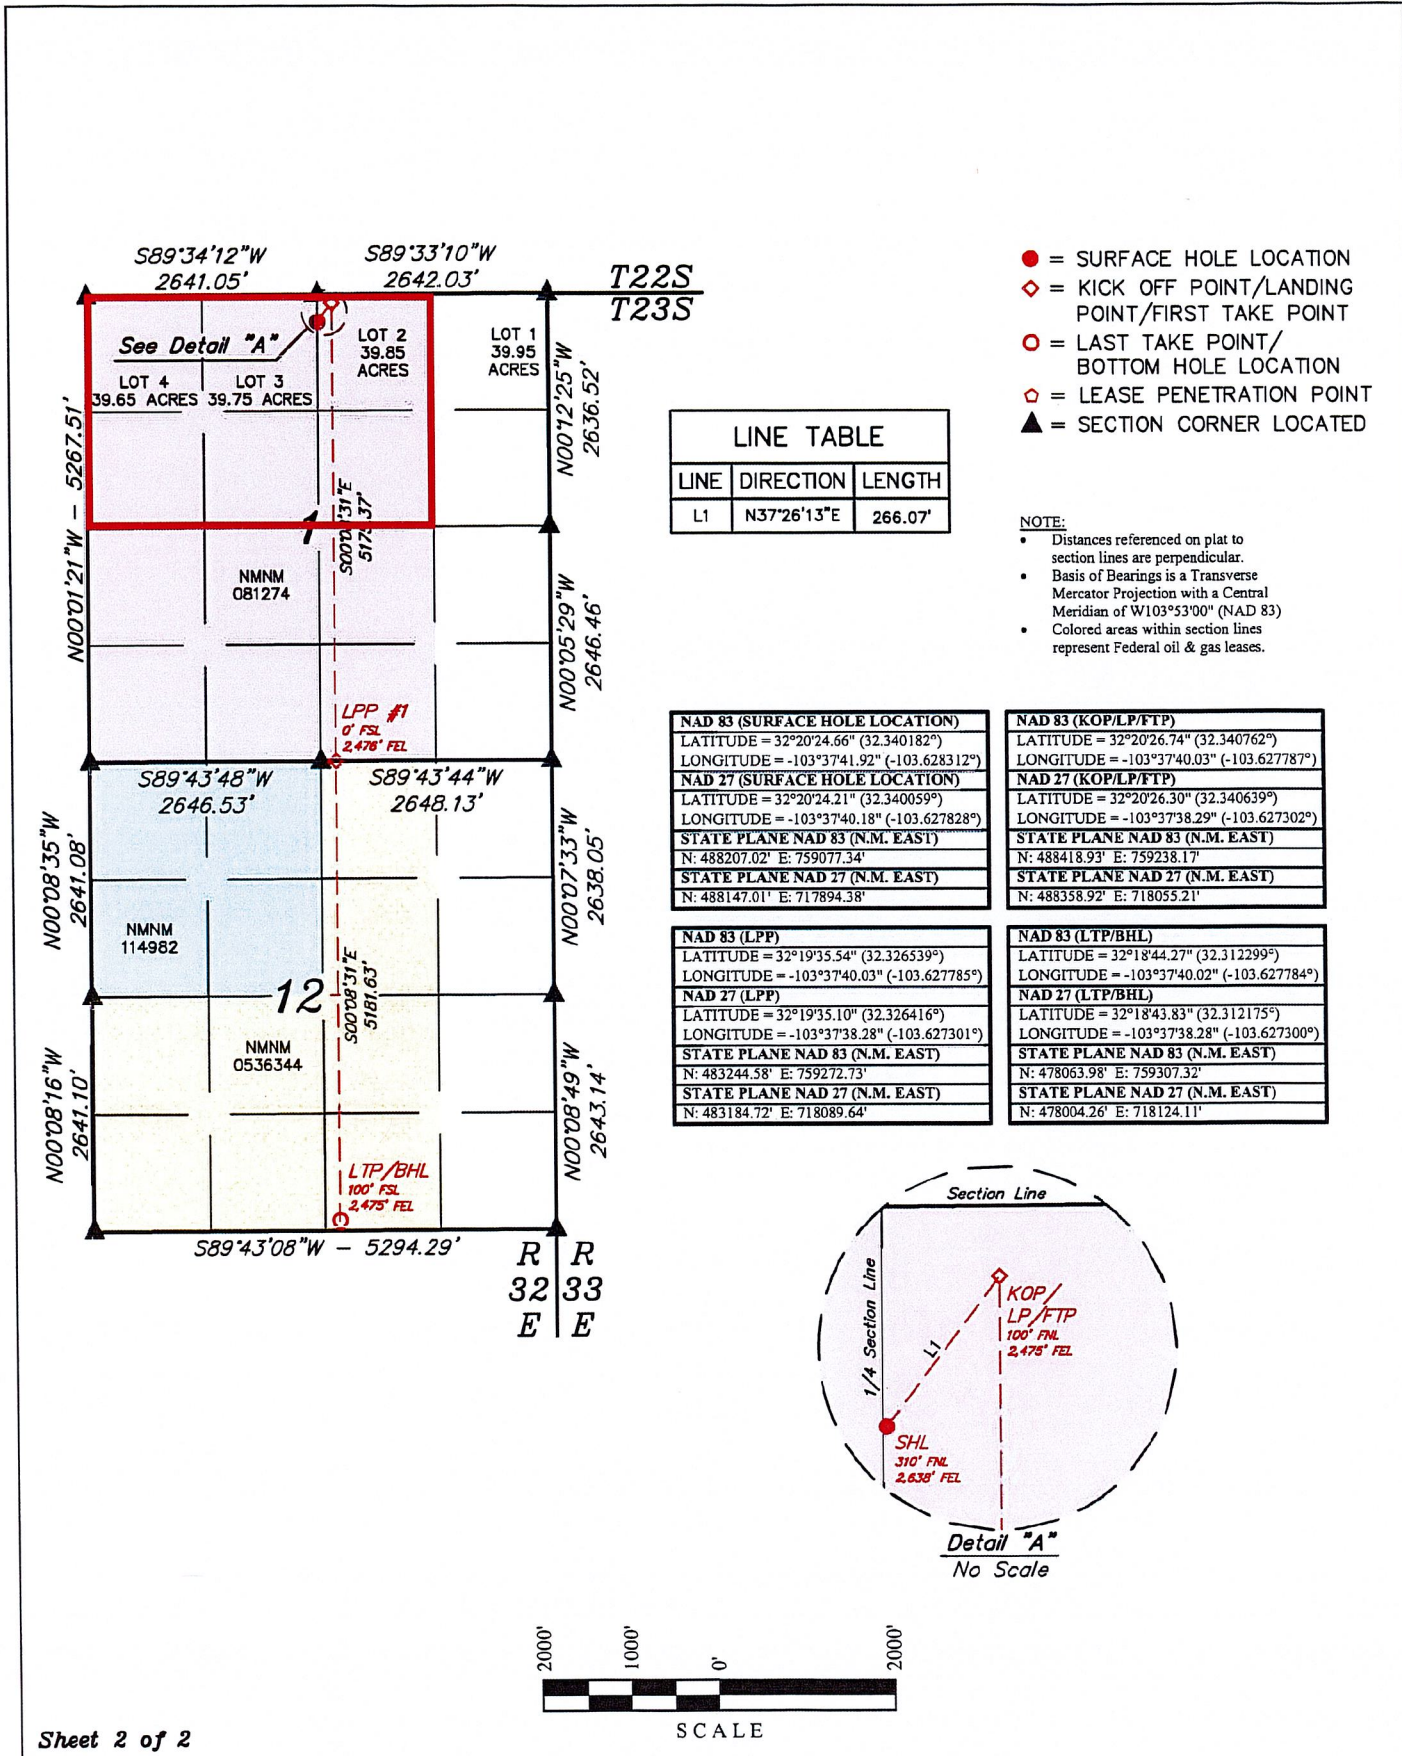 S89°34'12"W
2641.05'
S89°33'10"W
2642.03'
T22S
T23S
See Detail "A"
LOT 4
39.65 ACRES
LOT 3
39.75 ACRES
LOT 2
39.85
ACRES
LOT 1
39.95
ACRES
N00°01'21"W – 5267.51'
N00°12'25"W
2636.52'
1
5175.37'
NMNM
081274
N00°05'29"W
2646.46'
LPP #1
0' FSL
2,476' FEL
S89°43'48"W
2646.53'
S89°43'44"W
2648.13'
N00°08'35"W
2641.08'
N00°07'33"W
2638.05'
NMNM
114982
12
S00°08'31"E
5181.63'
NMNM
0536344
N00°08'16"W
2641.10'
N00°08'49"W
2643.14'
LTP/BHL
100' FSL
2,475' FEL
S89°43'08"W – 5294.29'
R R
32 33
E E
= SURFACE HOLE LOCATION
= KICK OFF POINT/LANDING
POINT/FIRST TAKE POINT
= LAST TAKE POINT/
BOTTOM HOLE LOCATION
= LEASE PENETRATION POINT
= SECTION CORNER LOCATED
LINE TABLE
LINE DIRECTION LENGTH
L1 N37°26'13"E 266.07'
NOTE:
• Distances referenced on plat to
section lines are perpendicular.
• Basis of Bearings is a Transverse
Mercator Projection with a Central
Meridian of W103°53'00" (NAD 83)
• Colored areas within section lines
represent Federal oil & gas leases.
NAD 83 (SURFACE HOLE LOCATION)
LATITUDE = 32°20'24.66" (32.340182°)
LONGITUDE = -103°37'41.92" (-103.628312°)
NAD 27 (SURFACE HOLE LOCATION)
LATITUDE = 32°20'24.21" (32.340059°)
LONGITUDE = -103°37'40.18" (-103.627828°)
STATE PLANE NAD 83 (N.M. EAST)
N: 488207.02' E: 759077.34'
STATE PLANE NAD 27 (N.M. EAST)
N: 488147.01' E: 717894.38'
NAD 83 (KOP/LP/FTP)
LATITUDE = 32°20'26.74" (32.340762°)
LONGITUDE = -103°37'40.03" (-103.627787°)
NAD 27 (KOP/LP/FTP)
LATITUDE = 32°20'26.30" (32.340639°)
LONGITUDE = -103°37'38.29" (-103.627302°)
STATE PLANE NAD 83 (N.M. EAST)
N: 488418.93' E: 759238.17'
STATE PLANE NAD 27 (N.M. EAST)
N: 488358.92' E: 718055.21'
NAD 83 (LPP)
LATITUDE = 32°19'35.54" (32.326539°)
LONGITUDE = -103°37'40.03" (-103.627785°)
NAD 27 (LPP)
LATITUDE = 32°19'35.10" (32.326416°)
LONGITUDE = -103°37'38.28" (-103.627301°)
STATE PLANE NAD 83 (N.M. EAST)
N: 483244.58' E: 759272.73'
STATE PLANE NAD 27 (N.M. EAST)
N: 483184.72' E: 718089.64'
NAD 83 (LTP/BHL)
LATITUDE = 32°18'44.27" (32.312299°)
LONGITUDE = -103°37'40.02" (-103.627784°)
NAD 27 (LTP/BHL)
LATITUDE = 32°18'43.83" (32.312175°)
LONGITUDE = -103°37'38.28" (-103.627300°)
STATE PLANE NAD 83 (N.M. EAST)
N: 478063.98' E: 759307.32'
STATE PLANE NAD 27 (N.M. EAST)
N: 478004.26' E: 718124.11'
Section Line
1/4 Section Line
L1
KOP/
LP/FTP
100' FNL
2,475' FEL
SHL
310' FNL
2,638' FEL
Detail "A"
No Scale
2000'
1000'
0'
2000'
SCALE
Sheet 2 of 2